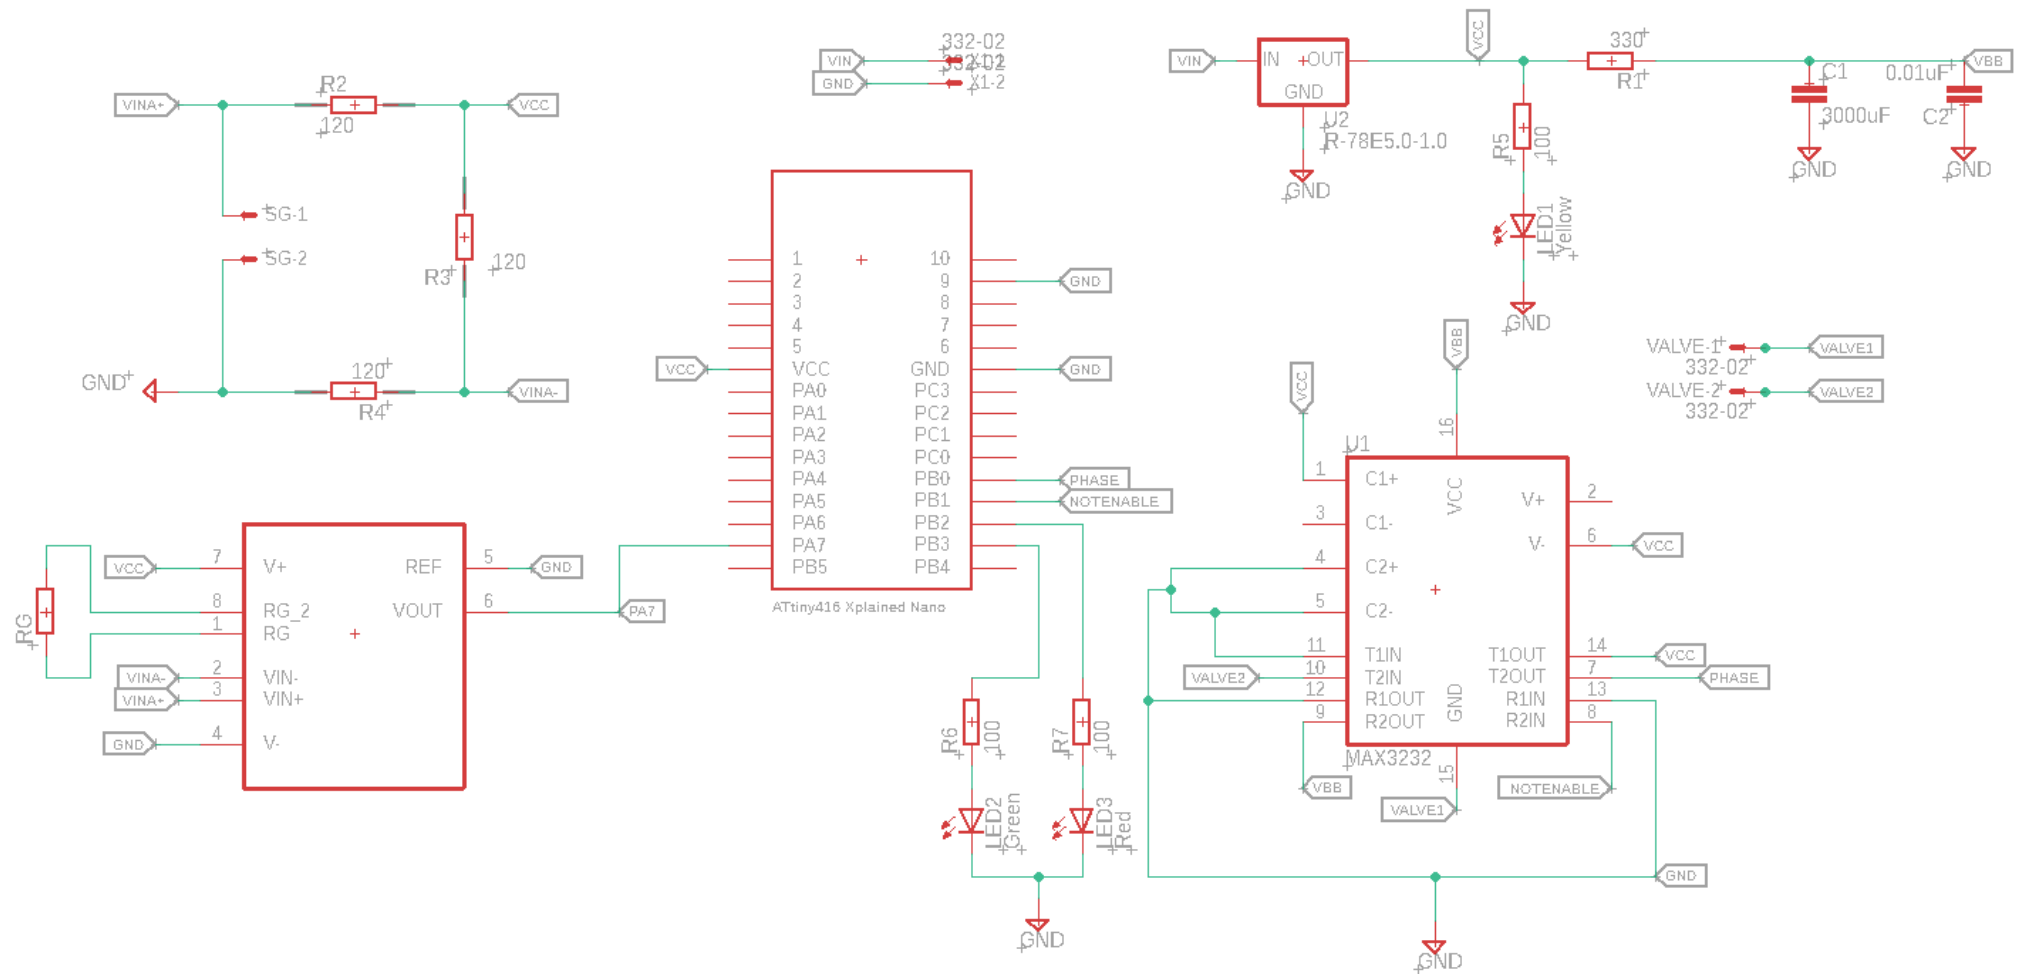 R2
120
VINA+
VCC
SG-1
SG-2
R3
120
GND
120
R4
VINA-
VIN
GND
332-02
332-02
X1-1
X1-2
VIN
IN
OUT
GND
U2
R-78E5.0-1.0
GND
VCC
330
R1
R5
100
LED1
Yellow
GND
C1
3000uF
GND
0.01uF
C2
VBB
GND
1
2
3
4
5
VCC
PA0
PA1
PA2
PA3
PA4
PA5
PA6
PA7
PB5
10
9
8
7
6
GND
PC3
PC2
PC1
PC0
PB0
PB1
PB2
PB3
PB4
VCC
GND
GND
PHASE
NOTENABLE
ATtiny416 Xplained Nano
VALVE-1
332-02
VALVE1
VALVE-2
332-02
VALVE2
RG
VCC
7
V+
8
RG_2
1
RG
VINA-
2
VIN-
VINA+
3
VIN+
GND
4
V-
REF
5
GND
VOUT
6
PA7
R6
100
R7
100
LED2
Green
LED3
Red
GND
VCC
VBB
16
U1
1
C1+
3
C1-
4
C2+
5
C2-
11
T1IN
VALVE2
10
T2IN
12
R1OUT
9
R2OUT
VCC
GND
V+
2
V-
6
VCC
T1OUT
14
VCC
T2OUT
7
PHASE
R1IN
13
R2IN
8
MAX3232
15
VBB
VALVE1
NOTENABLE
GND
GND